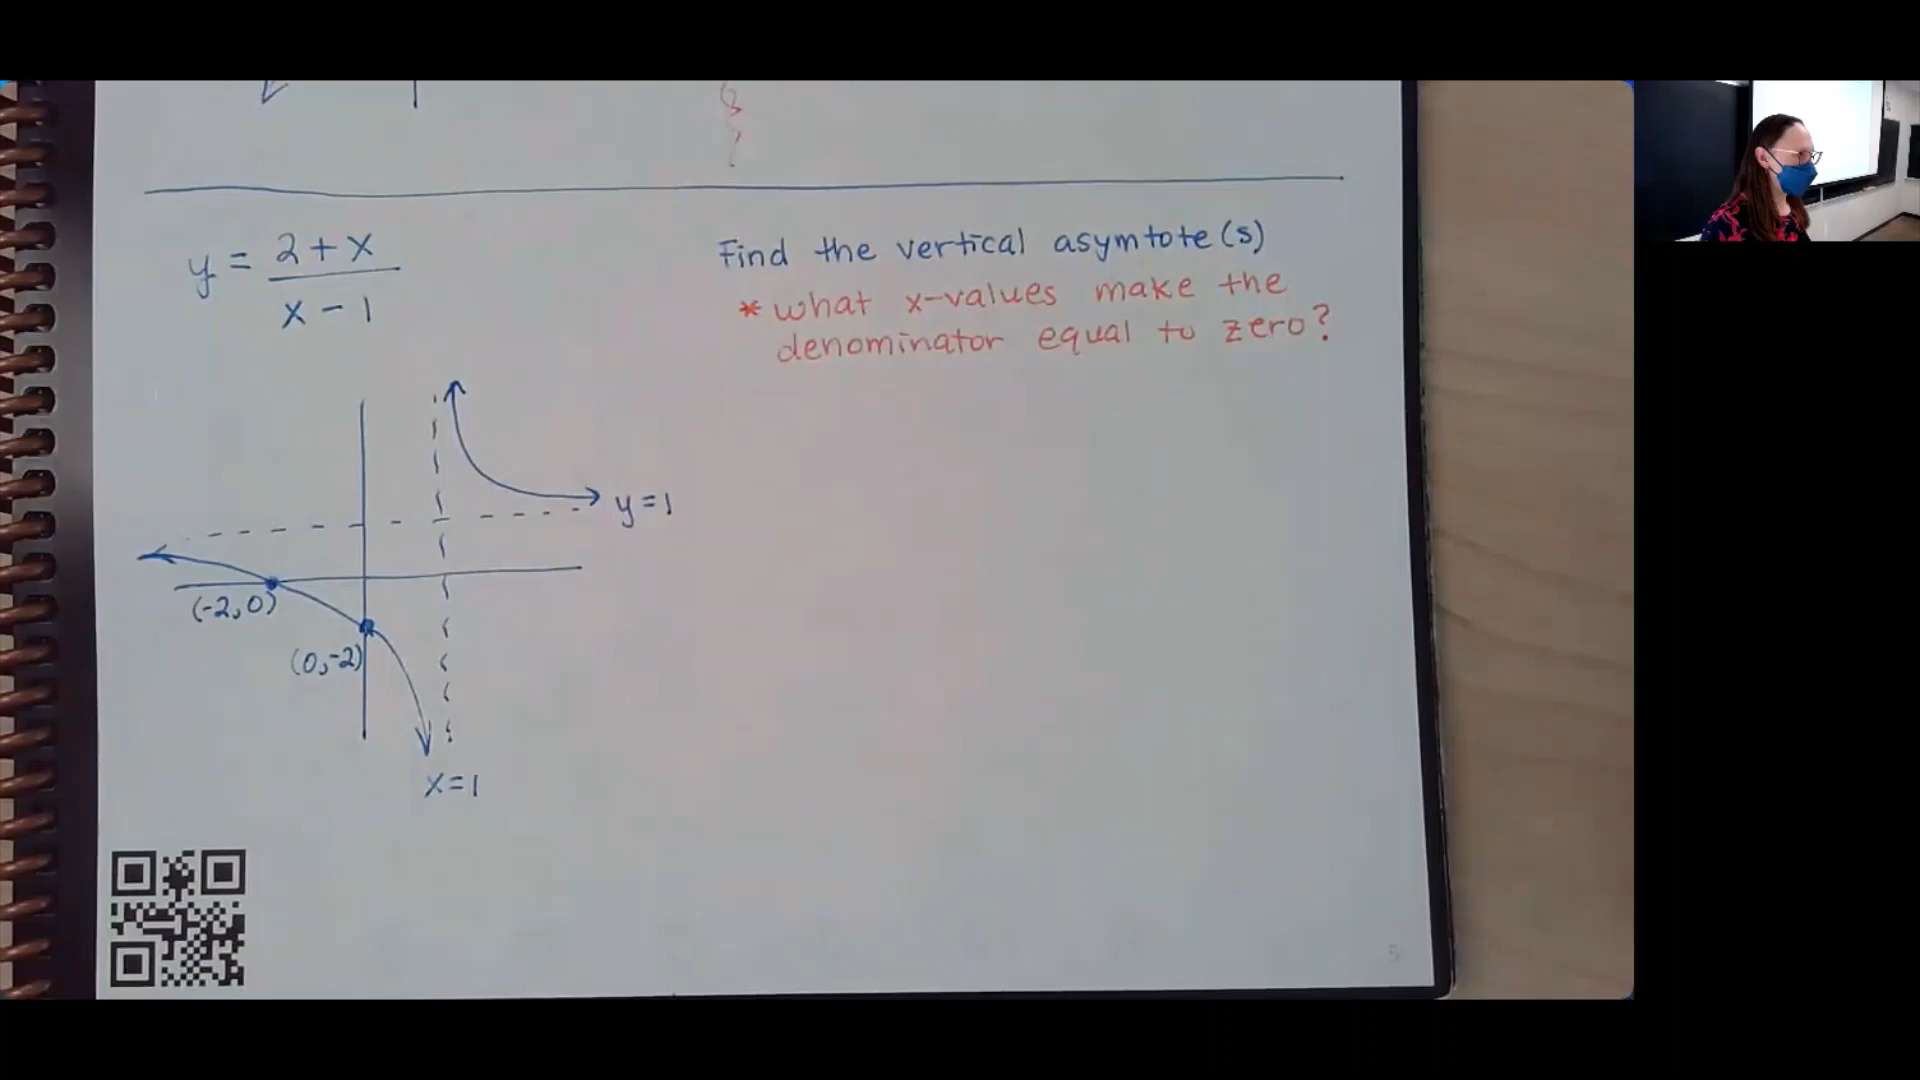 y = 2 + x
x - 1
Find the vertical asymtote(s)
* what x-values make the
denominator equal to zero?
y = 1
(-2,0)
(0,-2)
x = 1
5